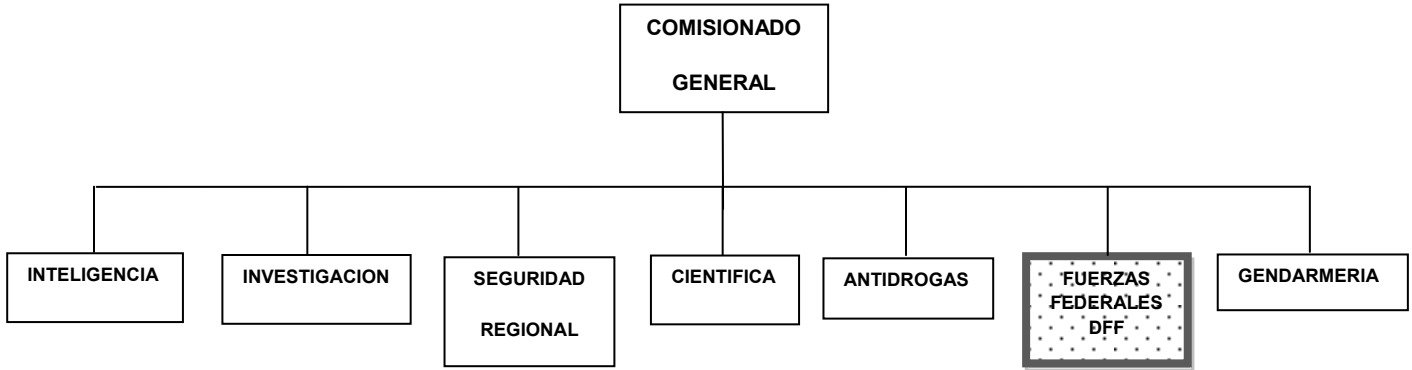 COMISIONADO
GENERAL
INTELIGENCIA
INVESTIGACION
SEGURIDAD
REGIONAL
CIENTIFICA
ANTIDROGAS
FUERZAS
FEDERALES
DFF
GENDARMERIA